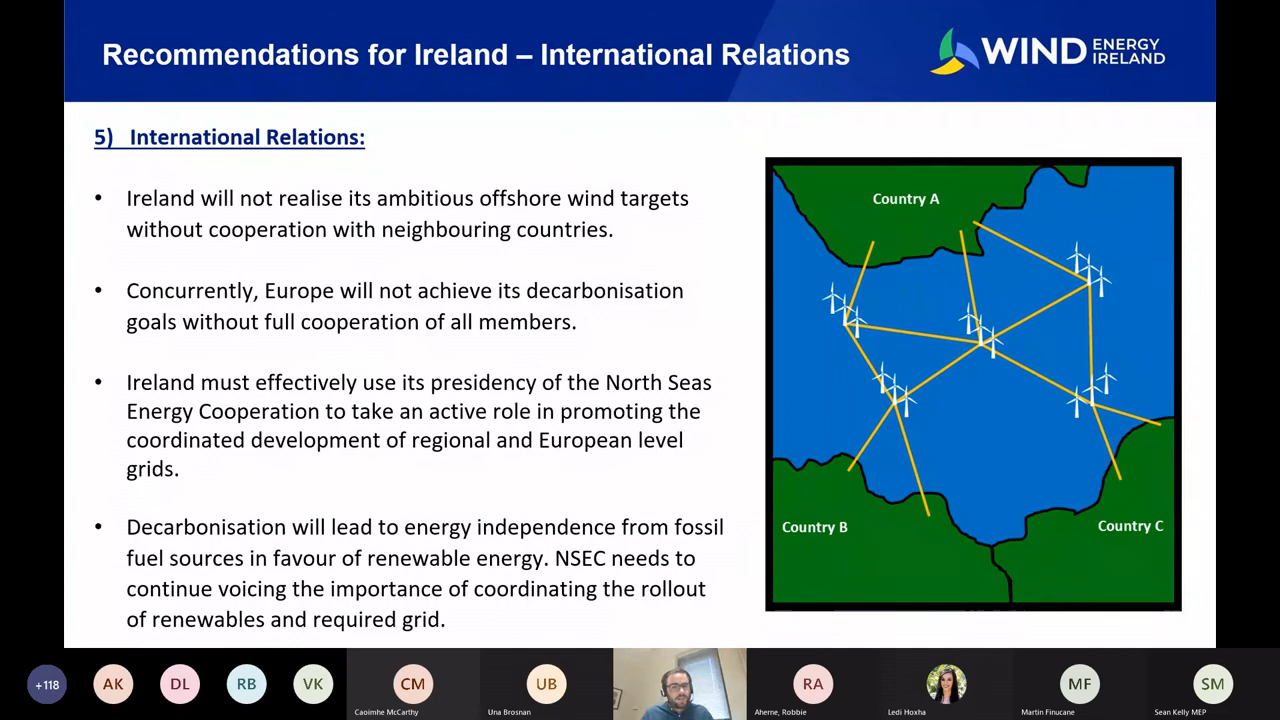 Recommendations for Ireland – International Relations
WIND ENERGY IRELAND
5) International Relations:
• Ireland will not realise its ambitious offshore wind targets
without cooperation with neighbouring countries.
• Concurrently, Europe will not achieve its decarbonisation
goals without full cooperation of all members.
• Ireland must effectively use its presidency of the North Seas
Energy Cooperation to take an active role in promoting the
coordinated development of regional and European level
grids.
• Decarbonisation will lead to energy independence from fossil
fuel sources in favour of renewable energy. NSEC needs to
continue voicing the importance of coordinating the rollout
of renewables and required grid.
Country A
Country B
Country C
+118
AK
DL
RB
VK
CM
Caoimhe McCarthy
UB
Una Brosnan
RA
Aherne, Robbie
Ledi Hoxha
MF
Martin Finucane
SM
Sean Kelly MEP